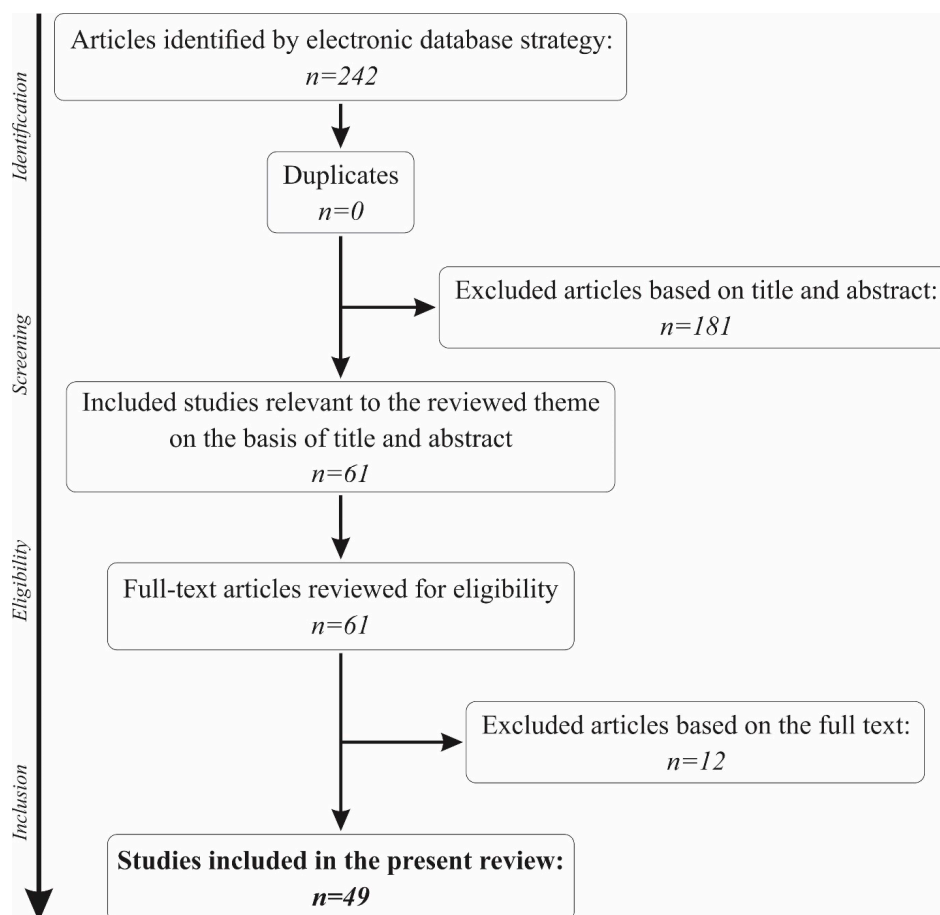 Identification
Articles identified by electronic database strategy:
n=242
Duplicates
n=0
Screening
Excluded articles based on title and abstract:
n=181
Included studies relevant to the reviewed theme
on the basis of title and abstract
n=61
Eligibility
Full-text articles reviewed for eligibility
n=61
Excluded articles based on the full text:
n=12
Inclusion
Studies included in the present review:
n=49